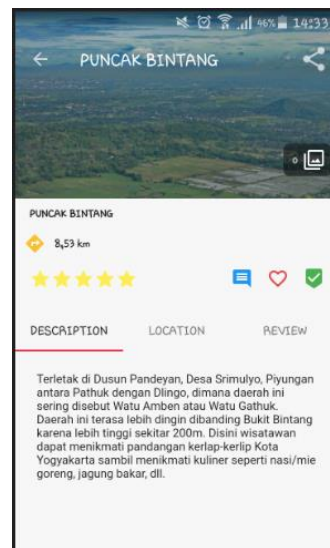 46% 14:33
PUNCAK BINTANG
0
PUNCAK BINTANG
8,53 km
DESCRIPTION LOCATION REVIEW
Terletak di Dusun Pandeyan, Desa Srimulyo, Piyungan
antara Pathuk dengan Dlingo, dimana daerah ini
sering disebut Watu Amben atau Watu Gathuk.
Daerah ini terasa lebih dingin dibanding Bukit Bintang
karena lebih tinggi sekitar 200m. Disini wisatawan
dapat menikmati pandangan kerlap-kerlip Kota
Yogyakarta sambil menikmati kuliner seperti nasi/mie
goreng, jagung bakar, dll.